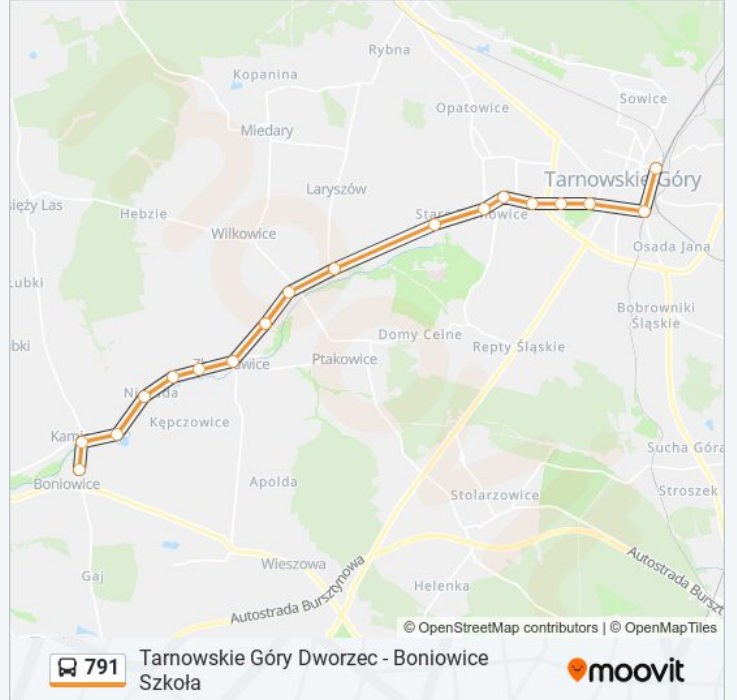 Rybna
Kopanina
Sowice
Opatowice
Miedary
Tarnowskie Góry
Laryszów
Hebzie
Wilkowice
Osada Jana
Bobrowniki
Śląskie
Domy Celne
Repty Śląskie
Ptakowice
Kępczowice
Sucha Góra
Boniowice
Apolda
Stolarzowice
Stroszek
Wieszowa
Gaj
Helenka
Autostrada Bursztynowa
Autostrada Burszt
© OpenStreetMap contributors | © OpenMapTiles
791
Tarnowskie Góry Dworzec - Boniowice
Szkoła
moovit